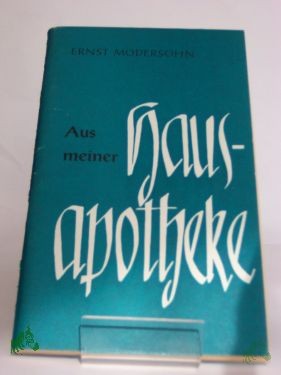 ERNST MODERSOHN
Aus
meiner
Haus-
apotheke